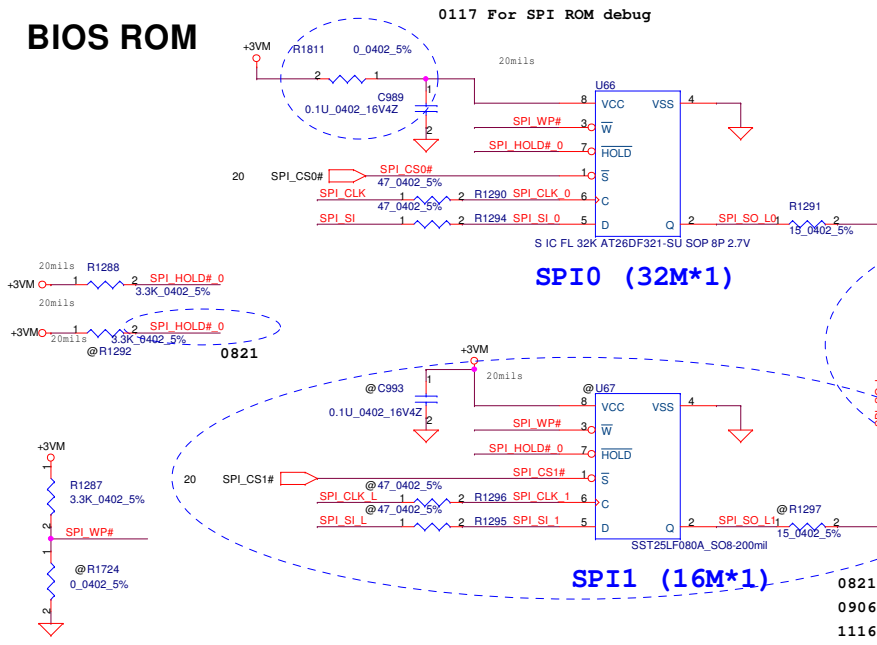 0117 For SPI ROM debug
BIOS ROM
+3VM
R1811
0_0402_5%
2
1
20mils
C989
1
0.1U_0402_16V4Z
2
U66
8
VCC
VSS
4
SPI_WP#
3
W
SPI_HOLD#_0
7
HOLD
20
SPI_CS0#
SPI_CS0#
1
S
47_0402_5%
SPI_CLK
1
2
R1290
SPI_CLK_0
6
C
47_0402_5%
SPI_SI
1
2
R1294
SPI_SI_0
5
D
Q
2
SPI_SO_L0
R1291
1
2
15_0402_5%
S IC FL 32K AT26DF321-SU SOP 8P 2.7V
SPI0 (32M*1)
20mils
R1288
+3VM
1
2
SPI_HOLD#_0
3.3K_0402_5%
20mils
+3VM
1
2
SPI_HOLD#_0
20mils
3.3K_0402_5%
@R1292
0821
+3VM
20mils
@C993
1
0.1U_0402_16V4Z
2
@U67
8
VCC
VSS
4
SPI_WP#
3
W
SPI_HOLD#_0
7
HOLD
20
SPI_CS1#
SPI_CS1#
1
S
@47_0402_5%
SPI_CLK_L
1
2
R1296
SPI_CLK_1
6
C
@47_0402_5%
SPI_SI_L
1
2
R1295
SPI_SI_1
5
D
Q
2
SPI_SO_L1
@R1297
1
2
15_0402_5%
SST25LF080A_SO8-200mil
SPI1 (16M*1)
+3VM
1
R1287
3.3K_0402_5%
2
SPI_WP#
1
@R1724
0_0402_5%
2
0821
0906
1116